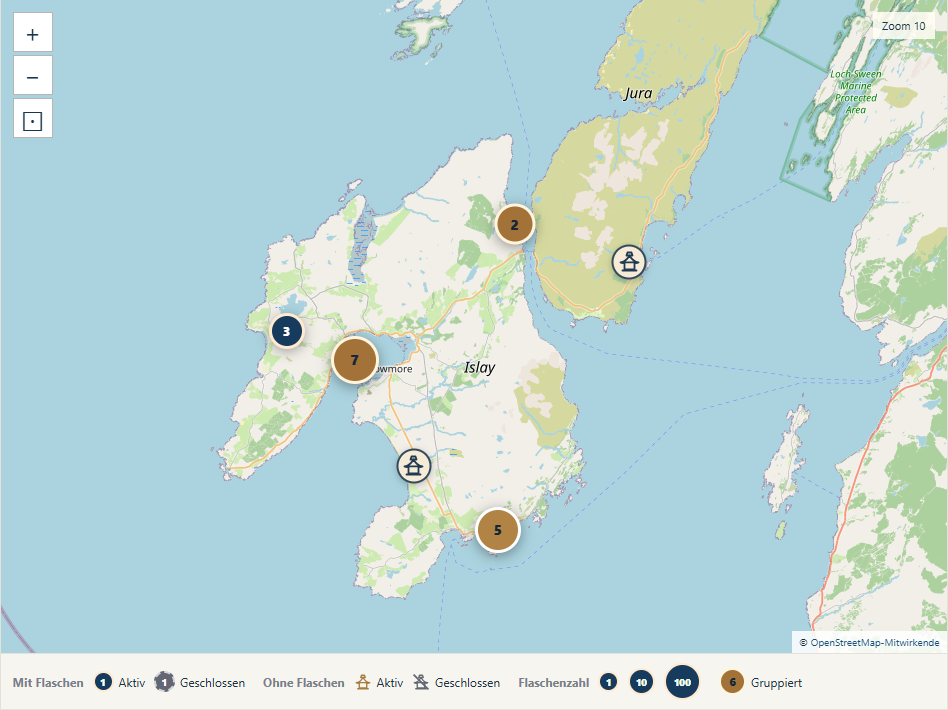 +
Zoom 10
−
Jura
Loch Sween
Marine
Protected
Area
2
3
7
owmore
Islay
5
© OpenStreetMap-Mitwirkende
Mit Flaschen 1 Aktiv 1 Geschlossen Ohne Flaschen Aktiv Geschlossen Flaschenzahl 1 10 100 6 Gruppiert